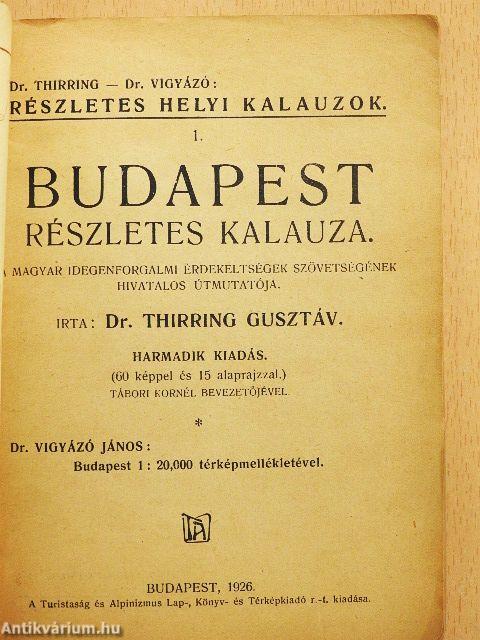 Dr. THIRRING — Dr. VIGYÁZÓ:
RÉSZLETES HELYI KALAUZOK.
1.
BUDAPEST
RÉSZLETES KALAUZA.
A MAGYAR IDEGENFORGALMI ÉRDEKELTSÉGEK SZÖVETSÉGÉNEK
HIVATALOS ÚTMUTATÓJA.
IRTA: Dr. THIRRING GUSZTÁV.
HARMADIK KIADÁS.
(60 képpel és 15 alaprajzzal.)
TÁBORI KORNÉL BEVEZETŐJÉVEL.
*
Dr. VIGYÁZÓ JÁNOS:
Budapest 1 : 20,000 térképmellékletével.
BUDAPEST, 1926.
A Turistaság és Alpinizmus Lap-, Könyv- és Térképkiadó r.-t. kiadása.
Antikvárium.hu